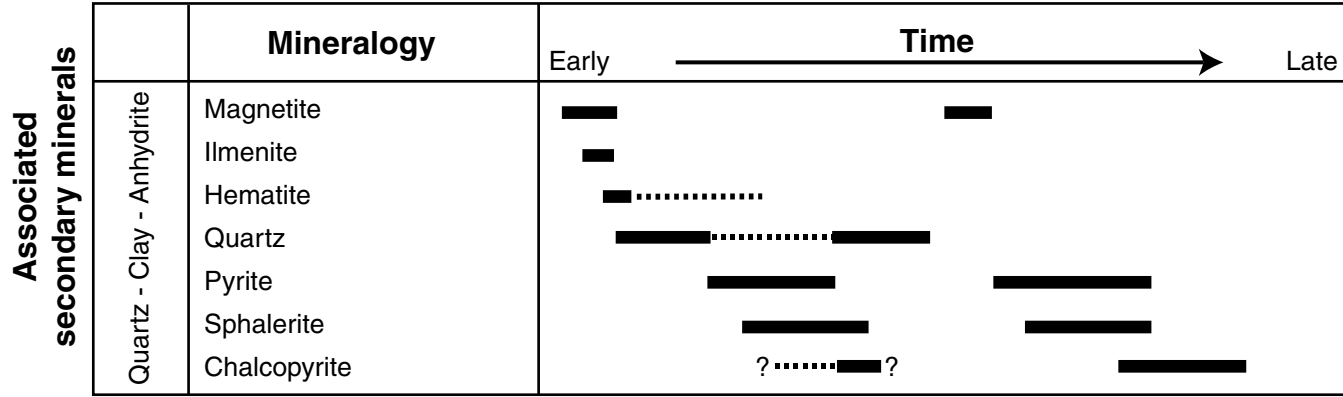 Associated
secondary minerals
Quartz - Clay - Anhydrite
Mineralogy
Time
Early
Late
Magnetite
Ilmenite
Hematite
Quartz
Pyrite
Sphalerite
Chalcopyrite
? ?